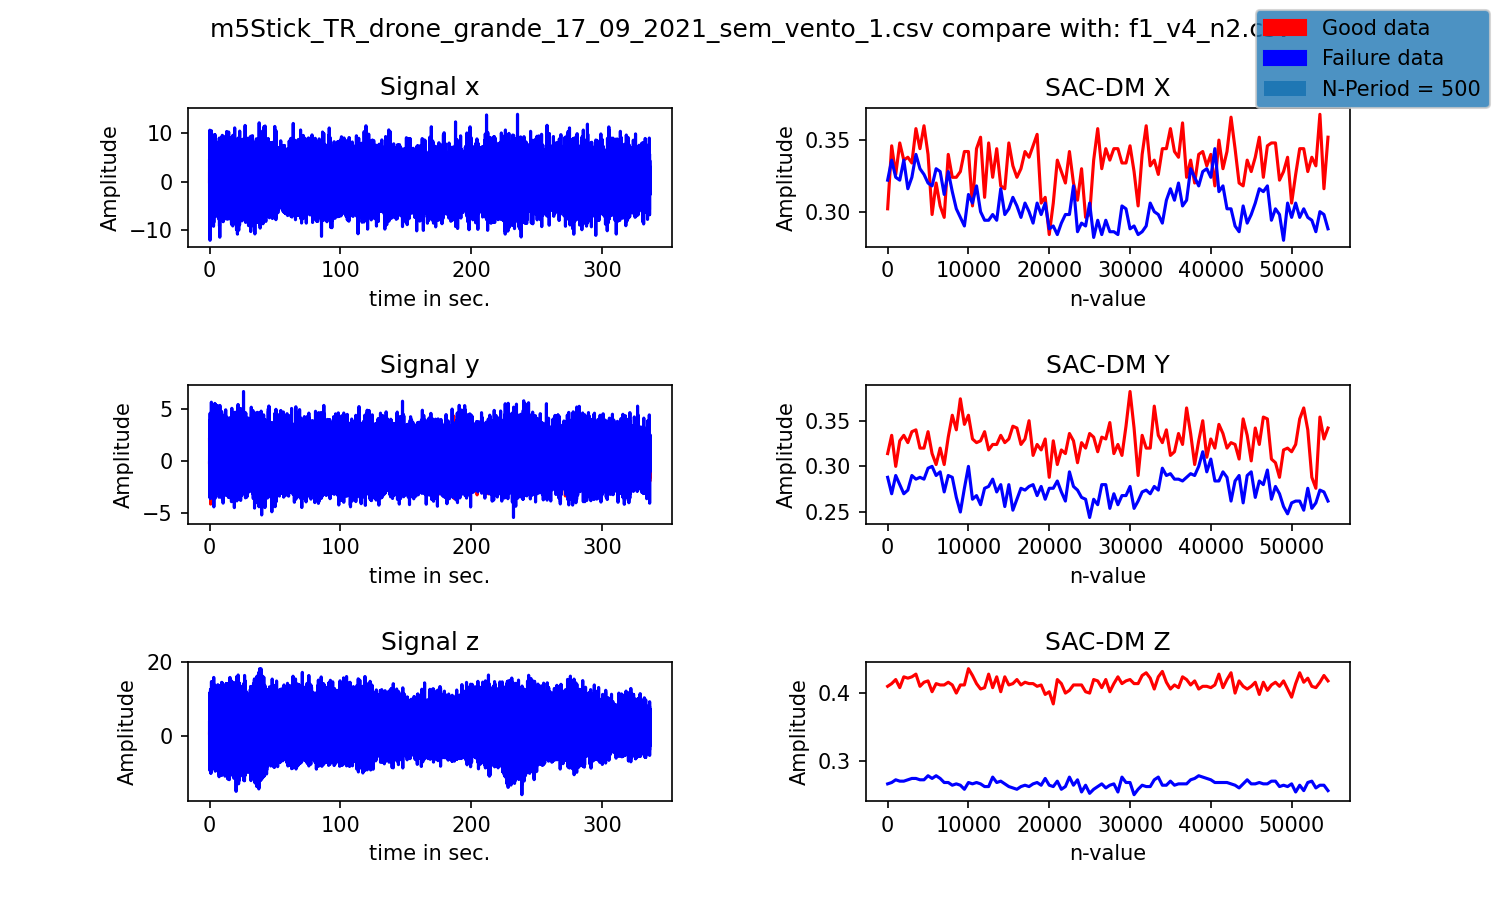 m5Stick_TR_drone_grande_17_09_2021_sem_vento_1.csv compare with: f1_v4_n2.csv
Good data
Failure data
N-Period = 500
Signal x
Amplitude
10
0
−10
0 100 200 300
time in sec.
SAC-DM X
Amplitude
0.35
0.30
0 10000 20000 30000 40000 50000
n-value
Signal y
Amplitude
5
0
−5
0 100 200 300
time in sec.
SAC-DM Y
Amplitude
0.35
0.30
0.25
0 10000 20000 30000 40000 50000
n-value
Signal z
Amplitude
20
0
0 100 200 300
time in sec.
SAC-DM Z
Amplitude
0.4
0.3
0 10000 20000 30000 40000 50000
n-value